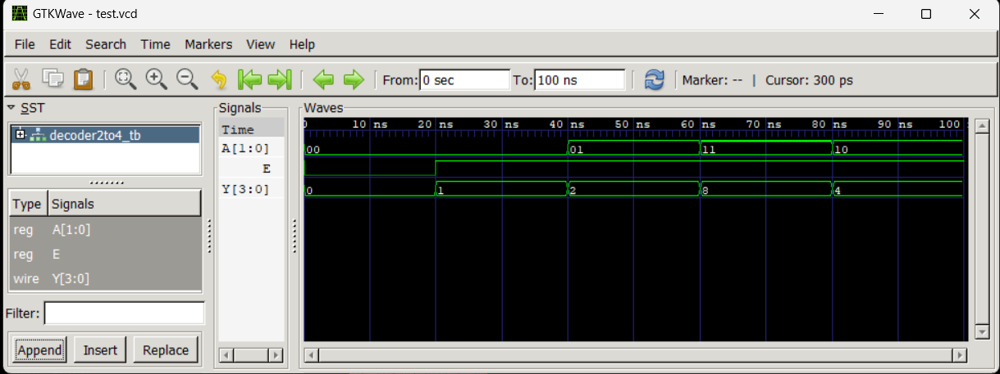 GTKWave - test.vcd
File Edit Search Time Markers View Help
From: 0 sec To: 100 ns Marker: -- | Cursor: 300 ps
SST
decoder2to4_tb
Type Signals
reg A[1:0]
reg E
wire Y[3:0]
Filter:
Append Insert Replace
Signals
Time
A[1:0]
E
Y[3:0]
Waves
0 10 ns 20 ns 30 ns 40 ns 50 ns 60 ns 70 ns 80 ns 90 ns 100
00 01 11 10
0 1 2 8 4